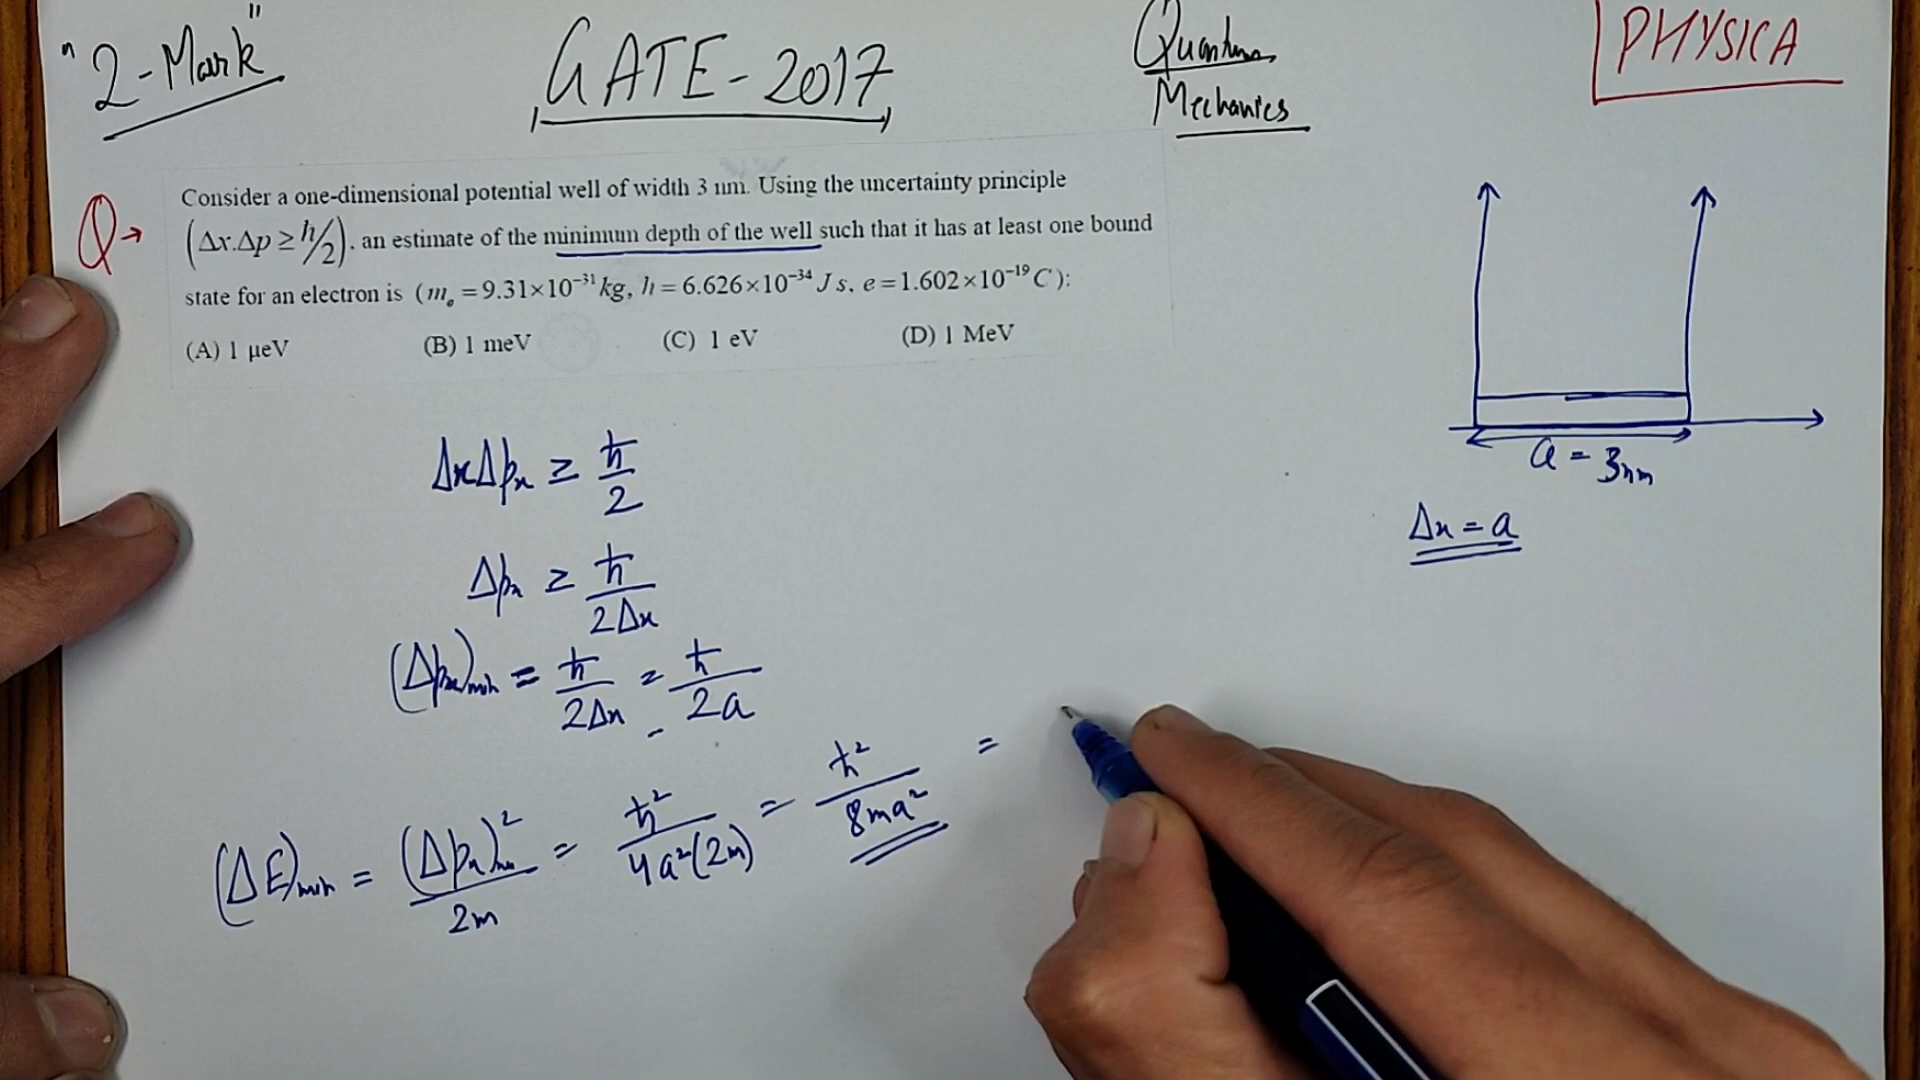 "2-Mark"
GATE-2017
Quantum
Mechanics
PHYSICA
Q→
Consider a one-dimensional potential well of width 3 nm. Using the uncertainty principle
(Δx.Δp ≥ ħ/2), an estimate of the minimum depth of the well such that it has at least one bound
state for an electron is (mₑ = 9.31×10⁻³¹ kg, h = 6.626×10⁻³⁴ J s, e = 1.602×10⁻¹⁹ C):
(A) 1 μeV (B) 1 meV (C) 1 eV (D) 1 MeV
a = 3nm
Δx = a
ΔxΔpₓ ≥ ħ/2
Δpₓ ≥ ħ/2Δx
(Δpₓ)min = ħ/2Δx = ħ/2a
(ΔE)min = (Δpₓ)²min/2m = ħ²/4a²(2m) = ħ²/8ma² =